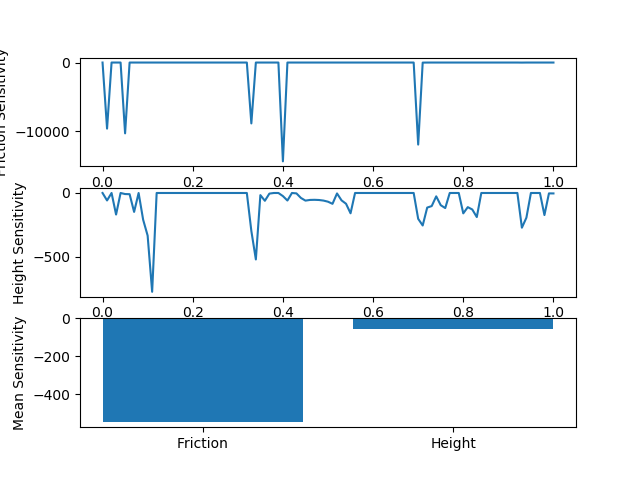 Friction Sensitivity
0
−10000
0.0 0.2 0.4 0.6 0.8 1.0
Height Sensitivity
0
−500
0.0 0.2 0.4 0.6 0.8 1.0
Mean Sensitivity
0
−200
−400
Friction Height